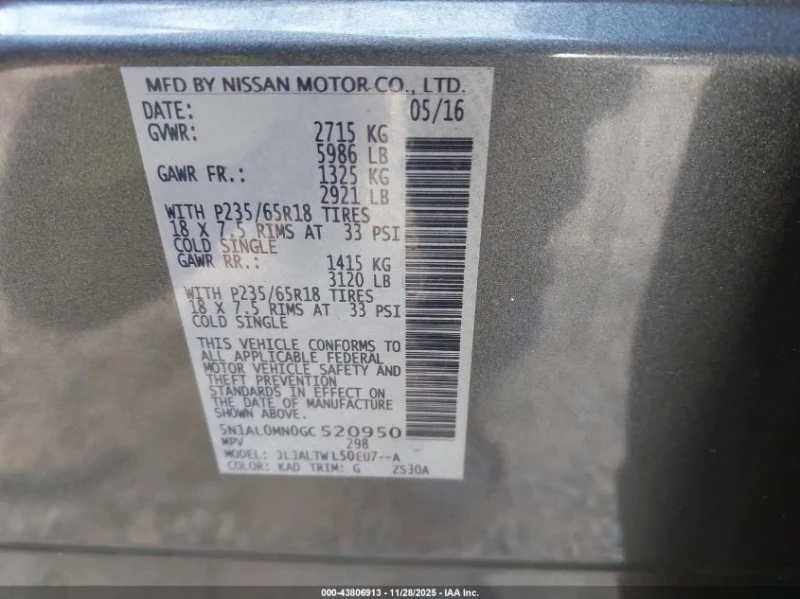 MFD BY NISSAN MOTOR CO., LTD.
DATE: 05/16
GVWR: 2715 KG
5986 LB
GAWR FR.: 1325 KG
2921 LB
WITH P235/65R18 TIRES
18 X 7.5 RIMS AT 33 PSI
COLD SINGLE
GAWR RR.: 1415 KG
3120 LB
WITH P235/65R18 TIRES
18 X 7.5 RIMS AT 33 PSI
COLD SINGLE
THIS VEHICLE CONFORMS TO
ALL APPLICABLE FEDERAL
MOTOR VEHICLE SAFETY AND
THEFT PREVENTION
STANDARDS IN EFFECT ON
THE DATE OF MANUFACTURE
SHOWN ABOVE.
5N1AL0MN0GC520950
MPV 298
MODEL: JL3ALTWL50EU7--A
COLOR: KAD TRIM: G ZS30A
000-43806913 - 11/28/2025 - IAA Inc.